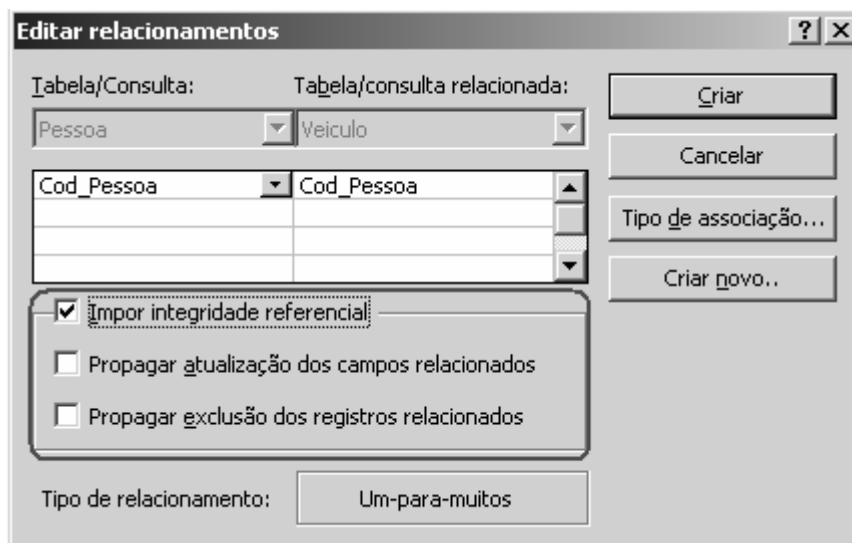 Editar relacionamentos
Tabela/Consulta: Tabela/consulta relacionada:
Pessoa Veiculo
Cod_Pessoa Cod_Pessoa
Impor integridade referencial
Propagar atualização dos campos relacionados
Propagar exclusão dos registros relacionados
Tipo de relacionamento: Um-para-muitos
Criar
Cancelar
Tipo de associação...
Criar novo..